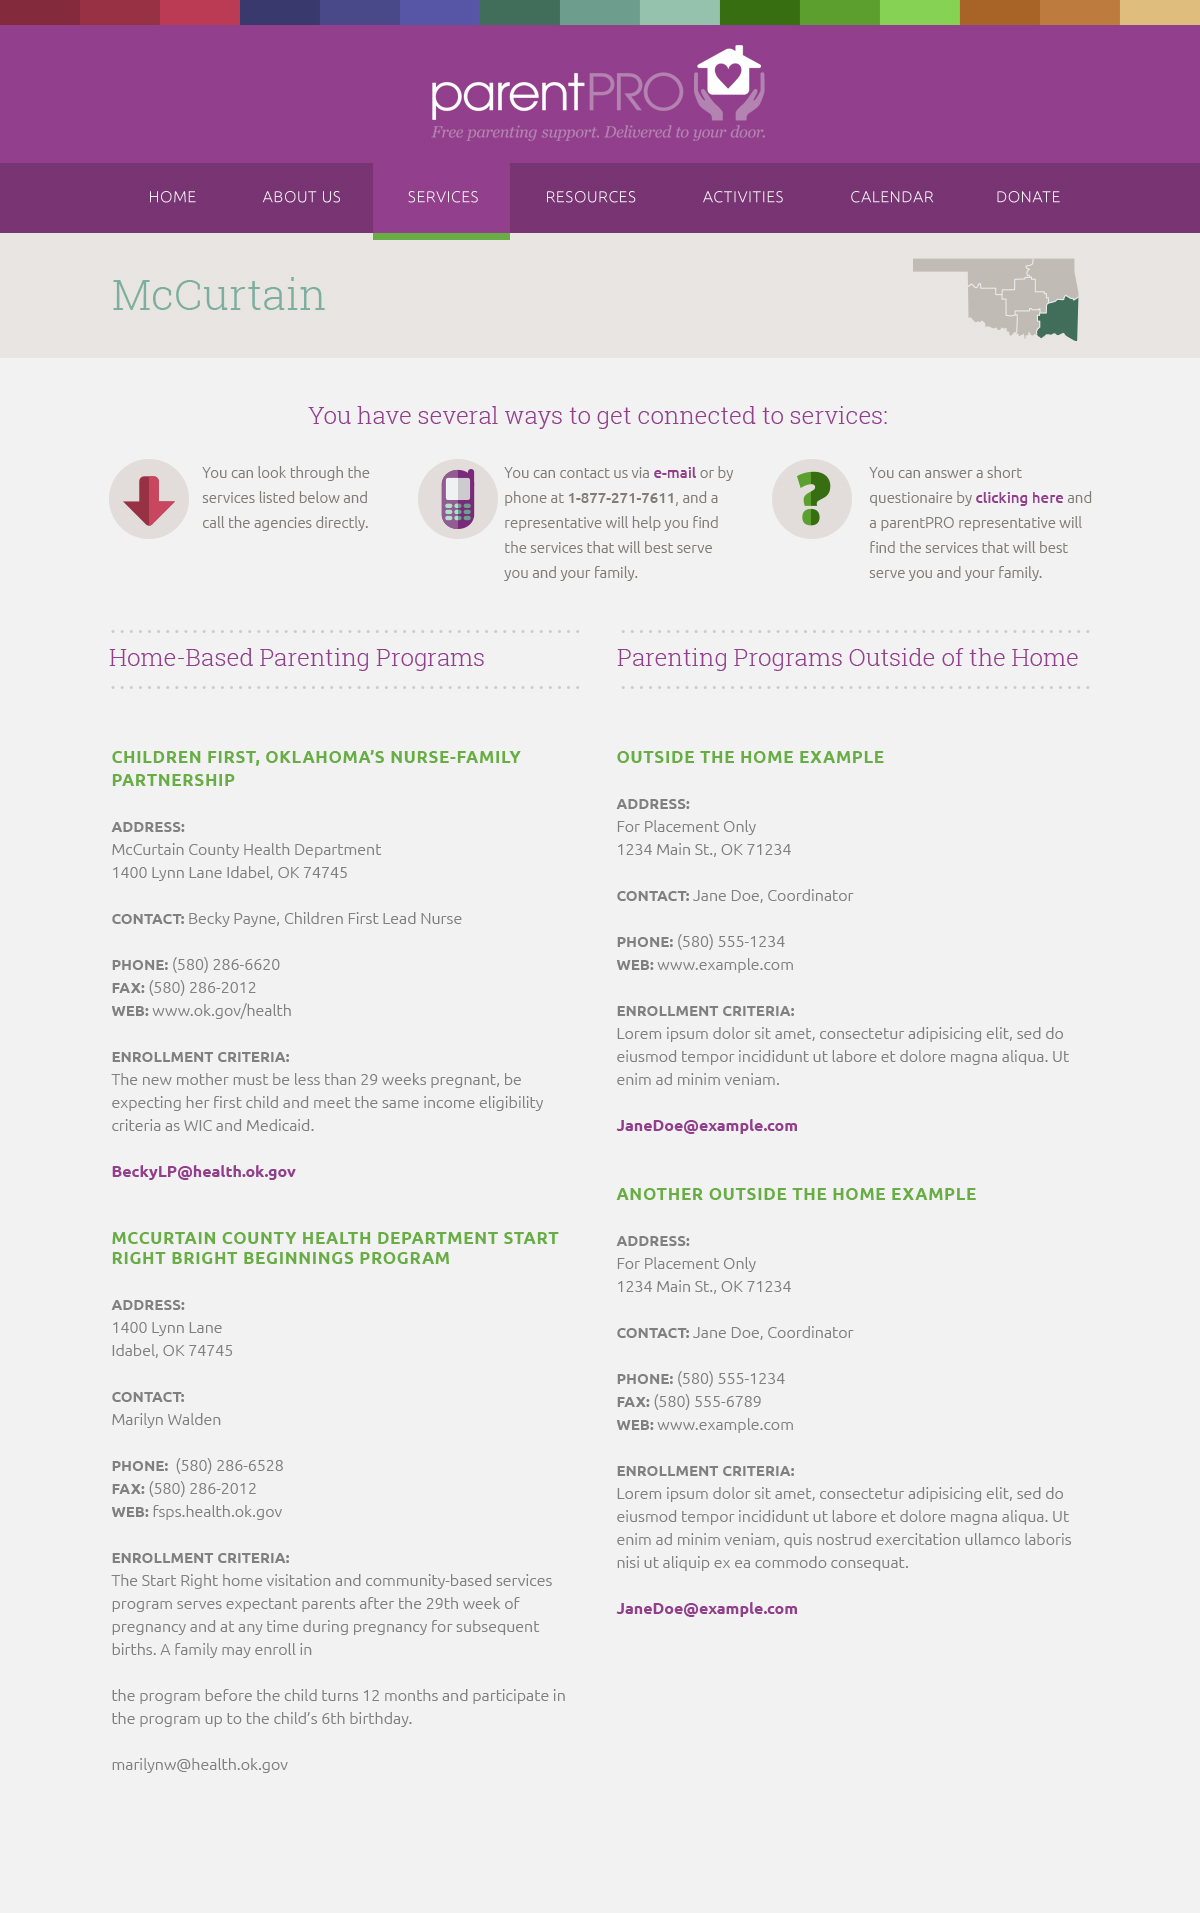 parentPRO
Free parenting support. Delivered to your door.
HOME
ABOUT US
SERVICES
RESOURCES
ACTIVITIES
CALENDAR
DONATE
McCurtain
You have several ways to get connected to services:
You can look through the
services listed below and
call the agencies directly.
You can contact us via e-mail or by
phone at 1-877-271-7611, and a
representative will help you find
the services that will best serve
you and your family.
You can answer a short
questionaire by clicking here and
a parentPRO representative will
find the services that will best
serve you and your family.
Home-Based Parenting Programs
CHILDREN FIRST, OKLAHOMA’S NURSE-FAMILY
PARTNERSHIP
ADDRESS:
McCurtain County Health Department
1400 Lynn Lane Idabel, OK 74745
CONTACT: Becky Payne, Children First Lead Nurse
PHONE: (580) 286-6620
FAX: (580) 286-2012
WEB: www.ok.gov/health
ENROLLMENT CRITERIA:
The new mother must be less than 29 weeks pregnant, be
expecting her first child and meet the same income eligibility
criteria as WIC and Medicaid.
BeckyLP@health.ok.gov
MCCURTAIN COUNTY HEALTH DEPARTMENT START
RIGHT BRIGHT BEGINNINGS PROGRAM
ADDRESS:
1400 Lynn Lane
Idabel, OK 74745
CONTACT:
Marilyn Walden
PHONE: (580) 286-6528
FAX: (580) 286-2012
WEB: fsps.health.ok.gov
ENROLLMENT CRITERIA:
The Start Right home visitation and community-based services
program serves expectant parents after the 29th week of
pregnancy and at any time during pregnancy for subsequent
births. A family may enroll in
the program before the child turns 12 months and participate in
the program up to the child’s 6th birthday.
marilynw@health.ok.gov
Parenting Programs Outside of the Home
OUTSIDE THE HOME EXAMPLE
ADDRESS:
For Placement Only
1234 Main St., OK 71234
CONTACT: Jane Doe, Coordinator
PHONE: (580) 555-1234
WEB: www.example.com
ENROLLMENT CRITERIA:
Lorem ipsum dolor sit amet, consectetur adipisicing elit, sed do
eiusmod tempor incididunt ut labore et dolore magna aliqua. Ut
enim ad minim veniam.
JaneDoe@example.com
ANOTHER OUTSIDE THE HOME EXAMPLE
ADDRESS:
For Placement Only
1234 Main St., OK 71234
CONTACT: Jane Doe, Coordinator
PHONE: (580) 555-1234
FAX: (580) 555-6789
WEB: www.example.com
ENROLLMENT CRITERIA:
Lorem ipsum dolor sit amet, consectetur adipisicing elit, sed do
eiusmod tempor incididunt ut labore et dolore magna aliqua. Ut
enim ad minim veniam, quis nostrud exercitation ullamco laboris
nisi ut aliquip ex ea commodo consequat.
JaneDoe@example.com